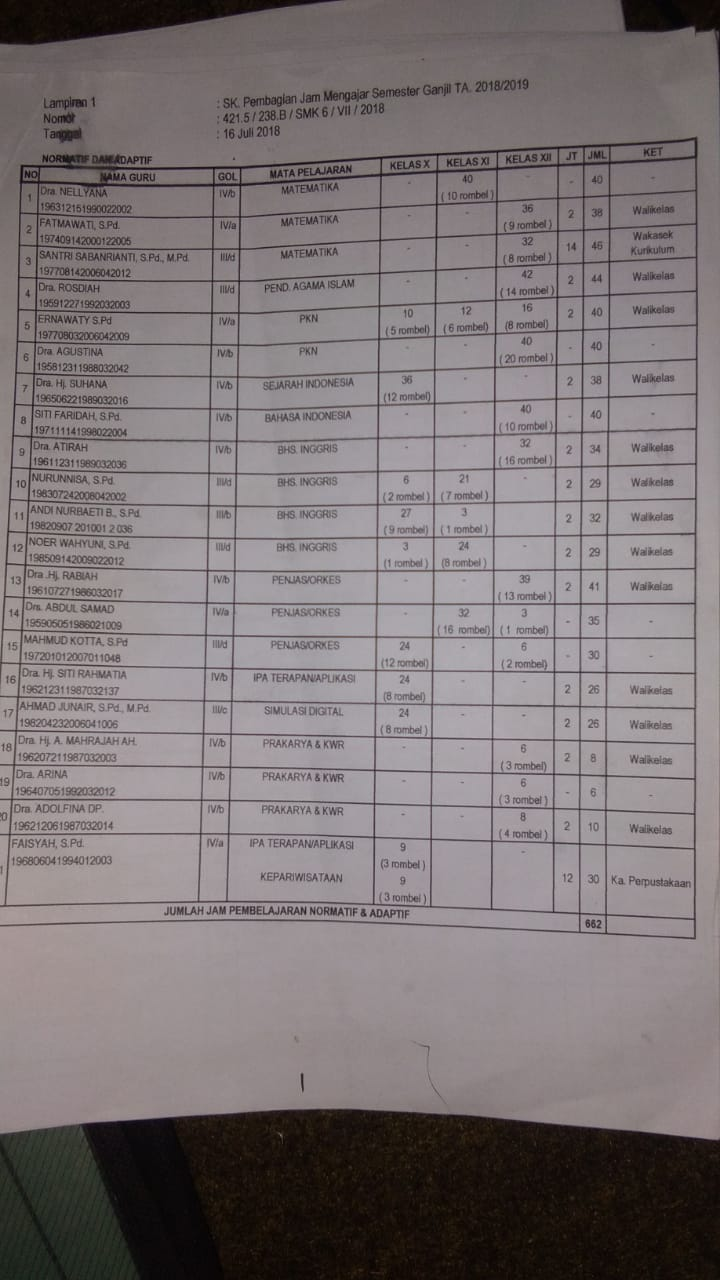 Lampiran 1 : SK. Pembagian Jam Mengajar Semester Ganjil TA. 2018/2019
Nomor : 421.5 / 238.B / SMK 6 / VII / 2018
Tanggal : 16 Juli 2018
NORMATIF DAN ADAPTIF
NO NAMA GURU GOL MATA PELAJARAN KELAS X KELAS XI KELAS XII JT JML KET
1 Dra. NELLYANA IV/b MATEMATIKA - 40 - - 40 -
196312151990022002 ( 10 rombel )
2 FATMAWATI, S.Pd. IV/a MATEMATIKA - - 36 2 38 Walikelas
197409142000122005 ( 9 rombel )
3 SANTRI SABANRIANTI, S.Pd., M.Pd. III/d MATEMATIKA - - 32 14 46 Wakasek
197708142006042012 ( 8 rombel ) Kurikulum
4 Dra. ROSDIAH III/d PEND. AGAMA ISLAM - - 42 2 44 Walikelas
195912271992032003 ( 14 rombel )
5 ERNAWATY S.Pd IV/a PKN 10 12 16 2 40 Walikelas
197708032006042009 ( 5 rombel) ( 6 rombel) (8 rombel)
6 Dra. AGUSTINA IV/b PKN - - 40 - 40 -
195812311988032042 ( 20 rombel )
7 Dra. Hj. SUHANA IV/b SEJARAH INDONESIA 36 - - 2 38 Walikelas
196506221989032016 (12 rombel)
8 SITI FARIDAH, S.Pd. IV/b BAHASA INDONESIA - - 40 - 40 -
197111141998022004 ( 10 rombel )
9 Dra. ATIRAH IV/b BHS. INGGRIS - - 32 2 34 Walikelas
196112311989032036 ( 16 rombel )
10 NURUNNISA, S.Pd. III/d BHS. INGGRIS 6 21 - 2 29 Walikelas
198307242008042002 ( 2 rombel ) ( 7 rombel )
11 ANDI NURBAETI B., S.Pd. III/b BHS. INGGRIS 27 3 - 2 32 Walikelas
19820907 201001 2 036 ( 9 rombel) ( 1 rombel )
12 NOER WAHYUNI, S.Pd. III/d BHS. INGGRIS 3 24 - 2 29 Walikelas
198509142009022012 (1 rombel ) (8 rombel )
13 Dra .Hj. RABIAH IV/b PENJAS/ORKES - - 39 2 41 Walikelas
196107271986032017 ( 13 rombel )
14 Drs. ABDUL SAMAD IV/a PENJAS/ORKES - 32 3 - 35 -
195905051986021009 ( 16 rombel) ( 1 rombel)
15 MAHMUD KOTTA, S.Pd III/d PENJAS/ORKES 24 - 6 - 30 -
197201012007011048 (12 rombel) ( 2 rombel)
16 Dra. Hj. SITI RAHMATIA IV/b IPA TERAPAN/APLIKASI 24 - - 2 26 Walikelas
196212311987032137 (8 rombel)
17 AHMAD JUNAIR, S.Pd., M.Pd. III/c SIMULASI DIGITAL 24 - - 2 26 Walikelas
198204232006041006 ( 8 rombel )
18 Dra. Hj. A. MAHRAJAH AH. IV/b PRAKARYA & KWR - - 6 2 8 Walikelas
196207211987032003 ( 3 rombel)
19 Dra. ARINA IV/b PRAKARYA & KWR - - 6 - 6 -
196407051992032012 ( 3 rombel )
0 Dra. ADOLFINA DP. IV/b PRAKARYA & KWR - - 8 2 10 Walikelas
196212061987032014 ( 4 rombel )
FAISYAH, S.Pd. IV/a IPA TERAPAN/APLIKASI 9 -
196806041994012003 (3 rombel )
KEPARIWISATAAN 9 12 30 Ka. Perpustakaan
( 3 rombel )
JUMLAH JAM PEMBELAJARAN NORMATIF & ADAPTIF 662